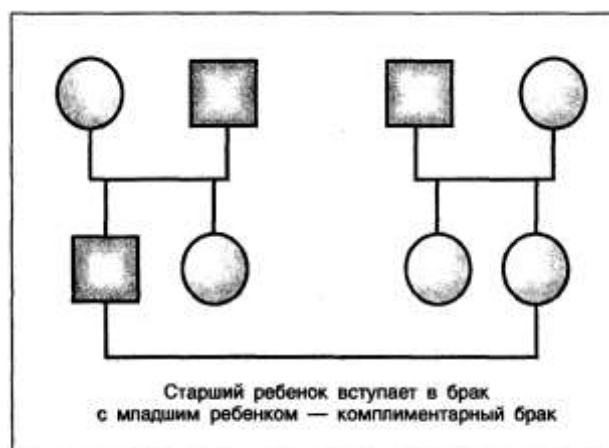 Старший ребенок вступает в брак
с младшим ребенком — комплиментарный брак